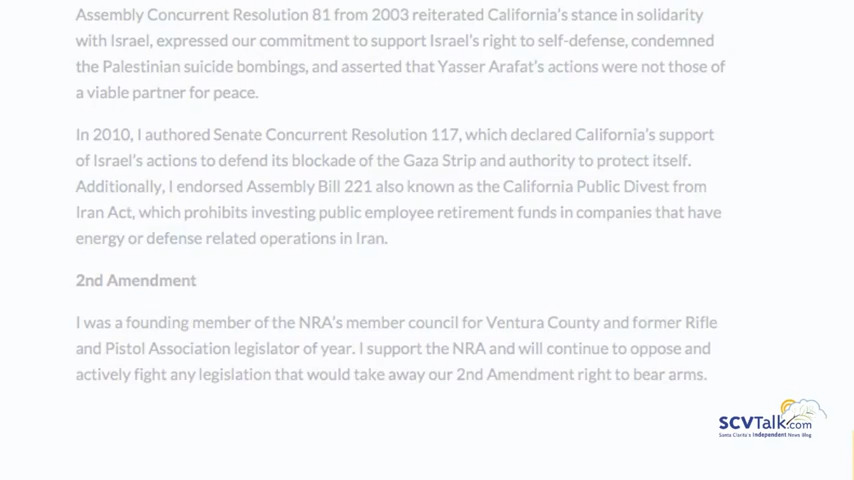 Assembly Concurrent Resolution 81 from 2003 reiterated California's stance in solidarity
with Israel, expressed our commitment to support Israel's right to self-defense, condemned
the Palestinian suicide bombings, and asserted that Yasser Arafat's actions were not those of
a viable partner for peace.
In 2010, I authored Senate Concurrent Resolution 117, which declared California's support
of Israel's actions to defend its blockade of the Gaza Strip and authority to protect itself.
Additionally, I endorsed Assembly Bill 221 also known as the California Public Divest from
Iran Act, which prohibits investing public employee retirement funds in companies that have
energy or defense related operations in Iran.
2nd Amendment
I was a founding member of the NRA's member council for Ventura County and former Rifle
and Pistol Association legislator of year. I support the NRA and will continue to oppose and
actively fight any legislation that would take away our 2nd Amendment right to bear arms.
SCVTalk.com
Santa Clarita's Independent News Blog